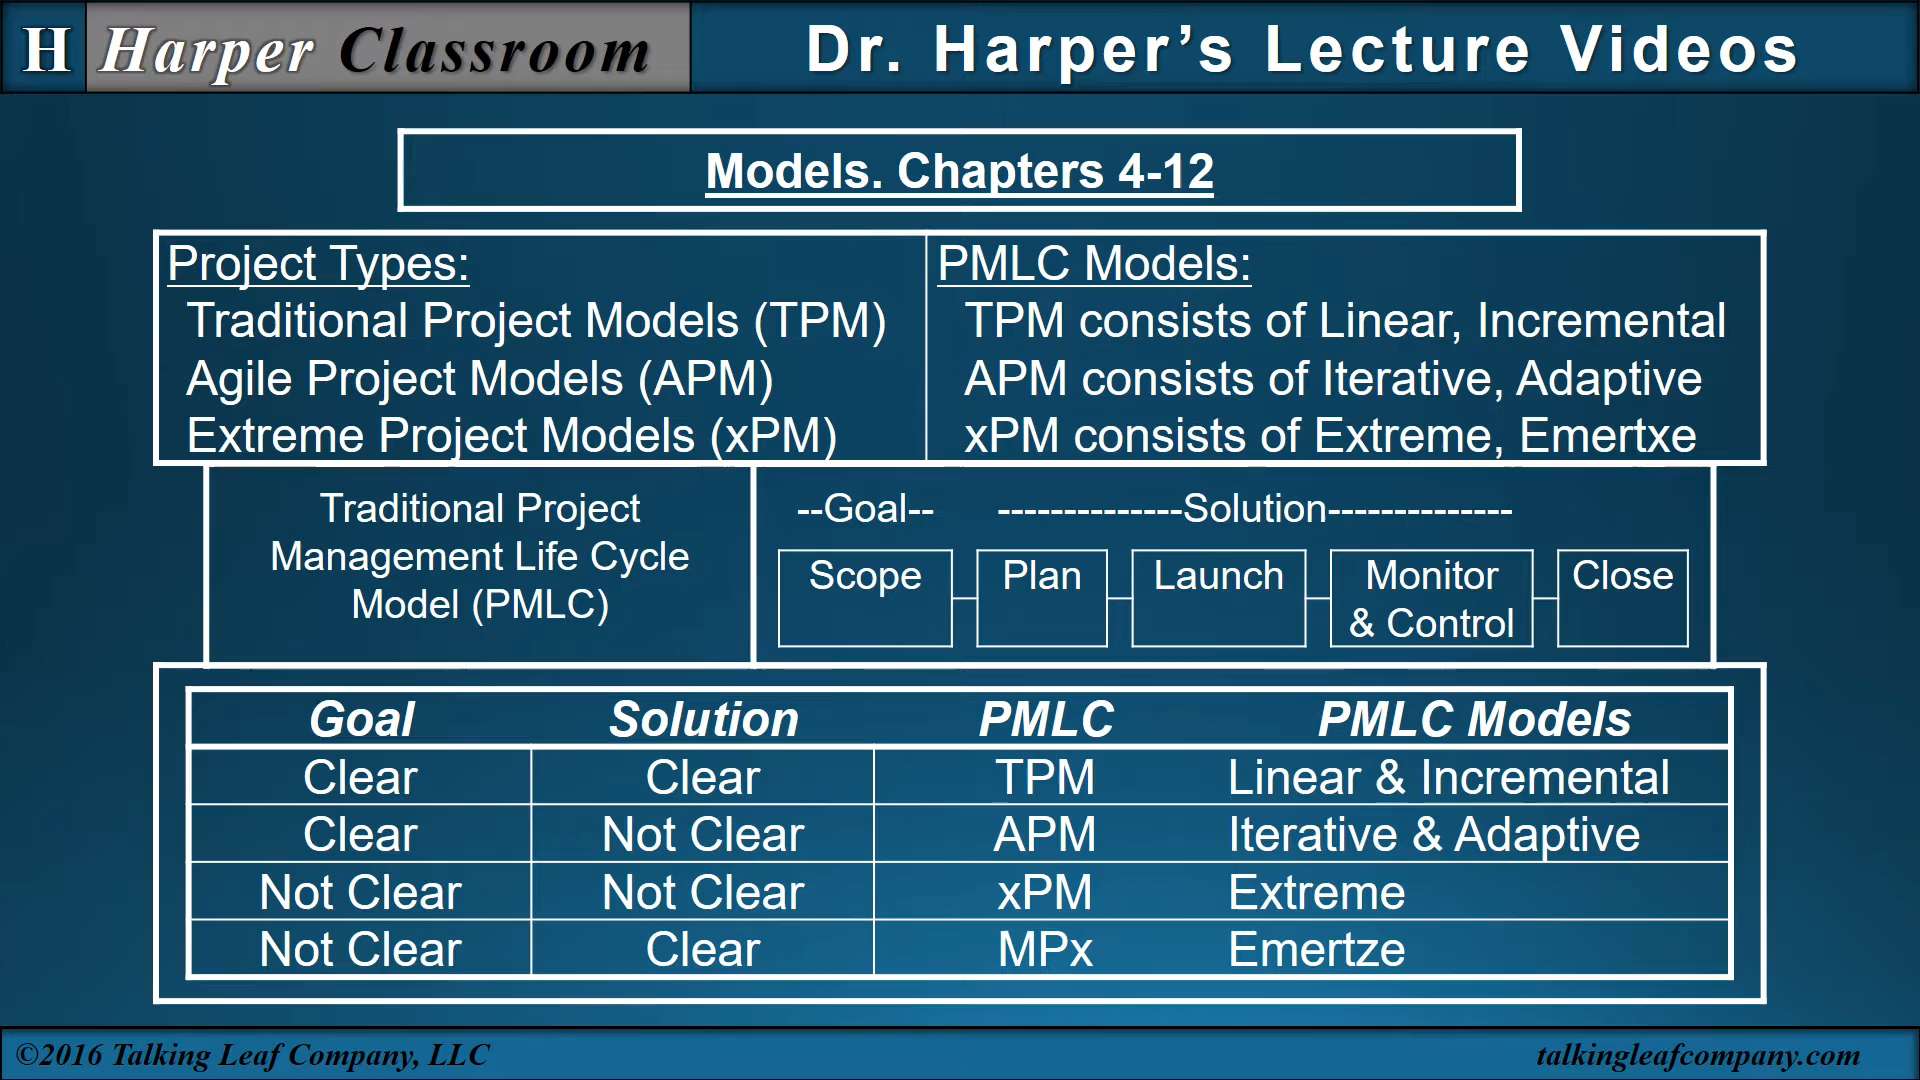 H Harper Classroom Dr. Harper’s Lecture Videos
Models. Chapters 4-12
Project Types:
Traditional Project Models (TPM)
Agile Project Models (APM)
Extreme Project Models (xPM)
PMLC Models:
TPM consists of Linear, Incremental
APM consists of Iterative, Adaptive
xPM consists of Extreme, Emertxe
Traditional Project
Management Life Cycle
Model (PMLC)
--Goal-- --------------Solution--------------
Scope Plan Launch Monitor Close
& Control
Goal Solution PMLC PMLC Models
Clear Clear TPM Linear & Incremental
Clear Not Clear APM Iterative & Adaptive
Not Clear Not Clear xPM Extreme
Not Clear Clear MPx Emertze
©2016 Talking Leaf Company, LLC talkingleafcompany.com